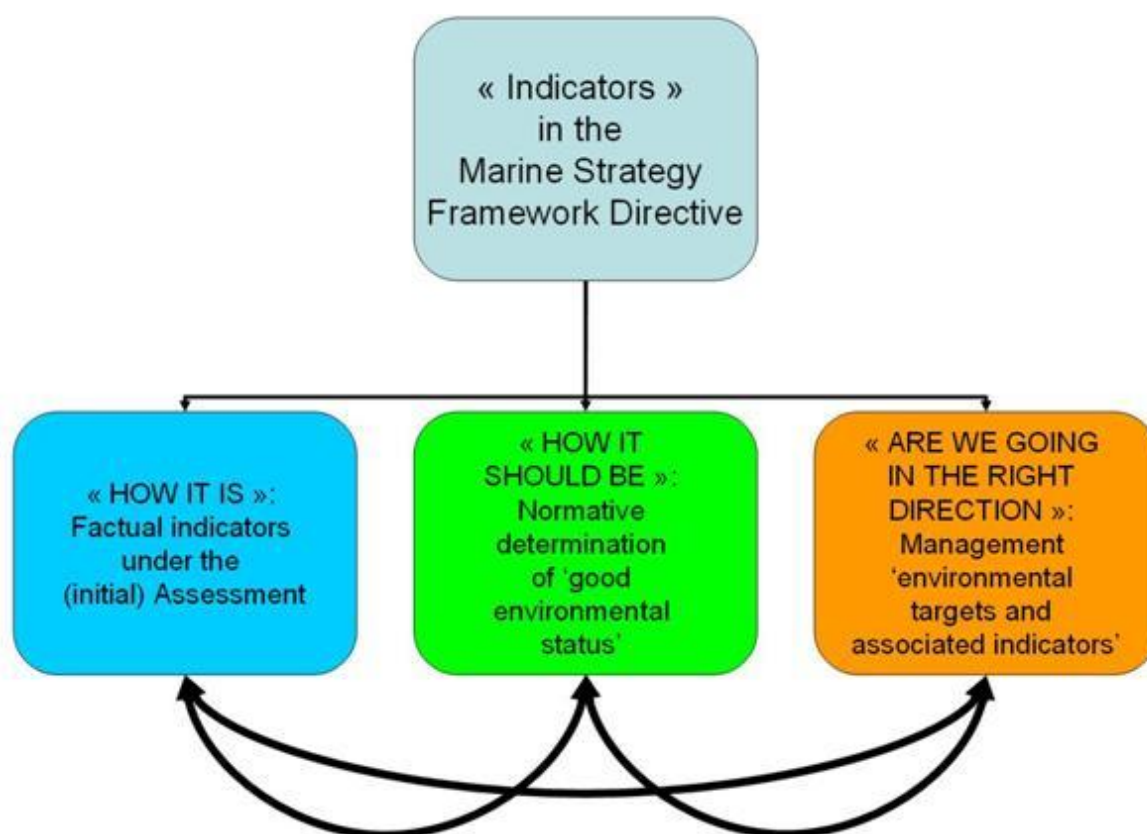 « Indicators »
in the
Marine Strategy
Framework Directive
« HOW IT IS »:
Factual indicators
under the
(initial) Assessment
« HOW IT
SHOULD BE »:
Normative
determination
of ‘good
environmental
status’
« ARE WE GOING
IN THE RIGHT
DIRECTION »:
Management
‘environmental
targets and
associated indicators’